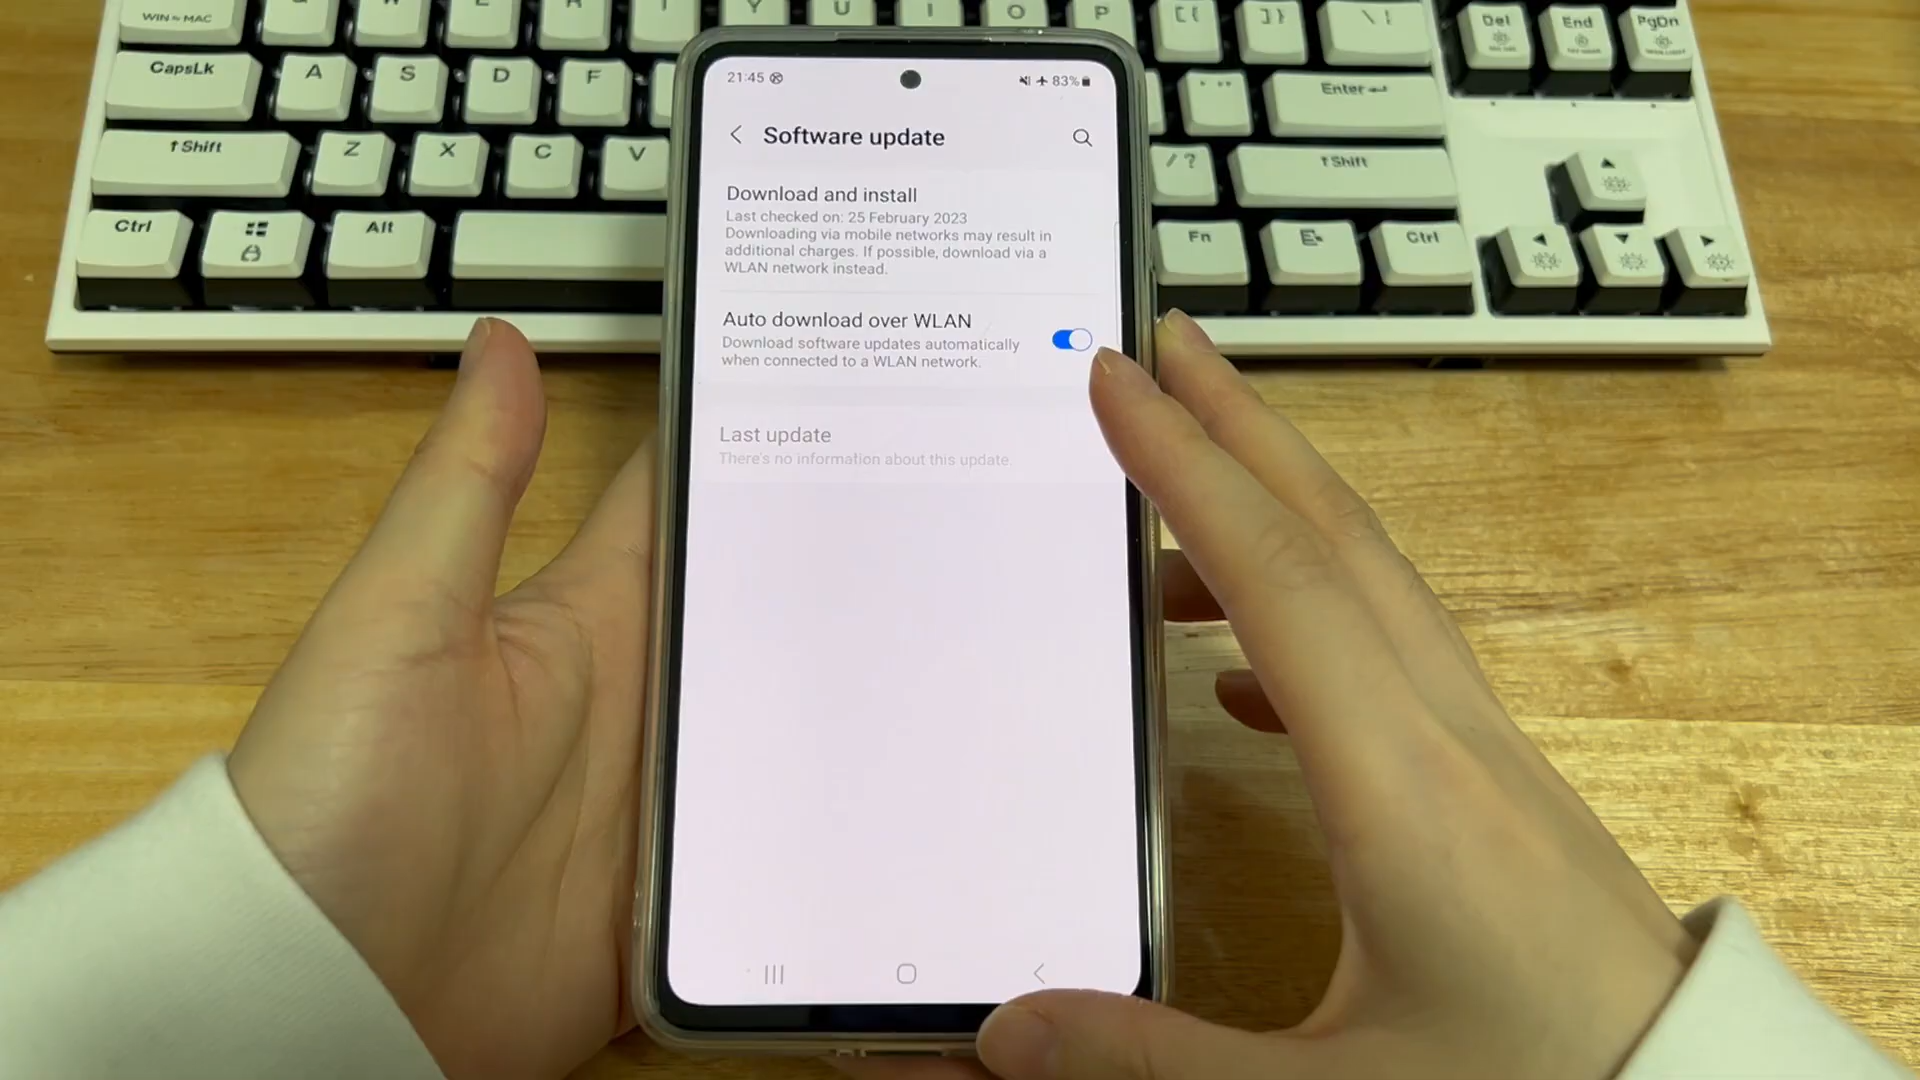 WIN⇋MAC
Q W E R T Y U I O P [{ ]} \|
Del End PgDn
CapsLk A S D F
" '
Enter
Shift Z X C V
/ ?
Shift
Ctrl Alt
Fn Ctrl
21:45
83%
Software update
Download and install
Last checked on: 25 February 2023
Downloading via mobile networks may result in
additional charges. If possible, download via a
WLAN network instead.
Auto download over WLAN
Download software updates automatically
when connected to a WLAN network.
Last update
There's no information about this update.